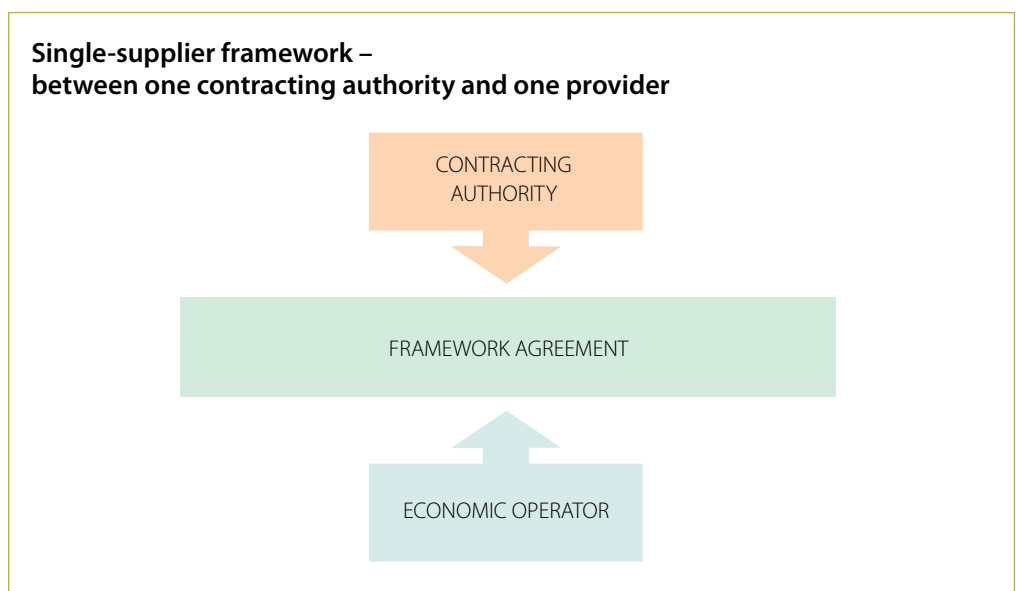 Single-supplier framework –
between one contracting authority and one provider
CONTRACTING
AUTHORITY
FRAMEWORK AGREEMENT
ECONOMIC OPERATOR